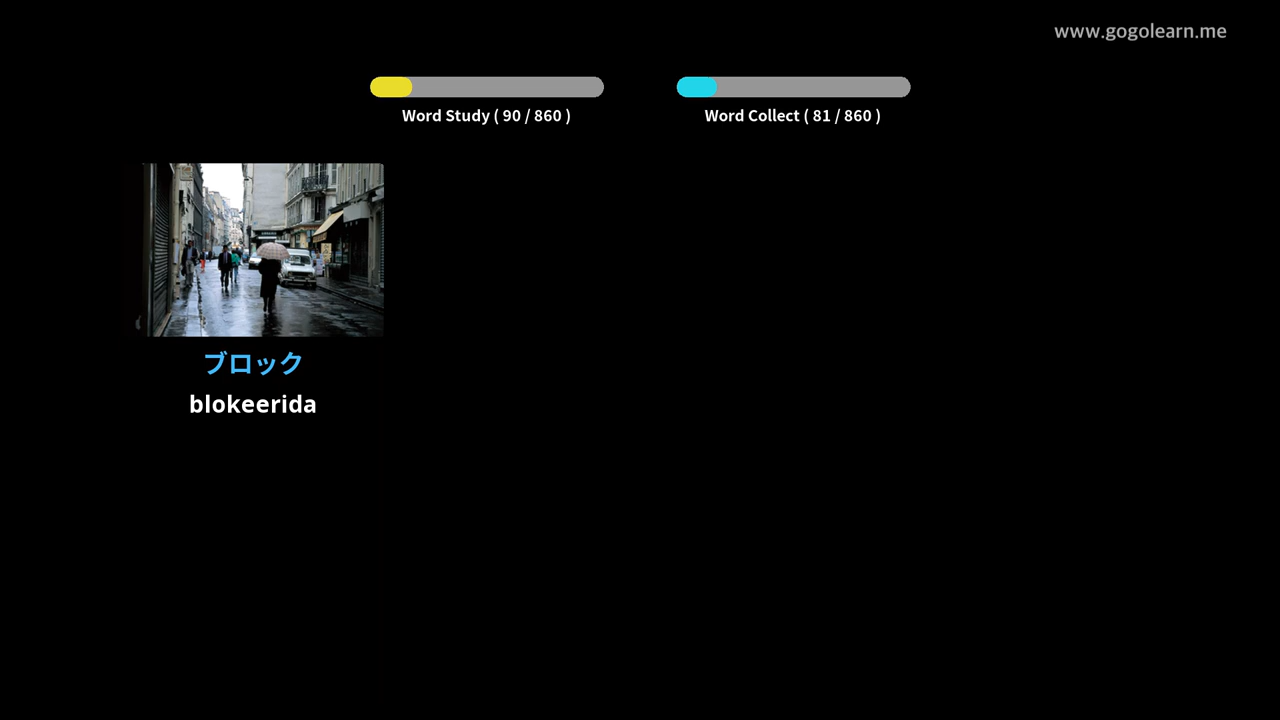 www.gogolearn.me
Word Study ( 90 / 860 )
Word Collect ( 81 / 860 )
ブロック
blokeerida